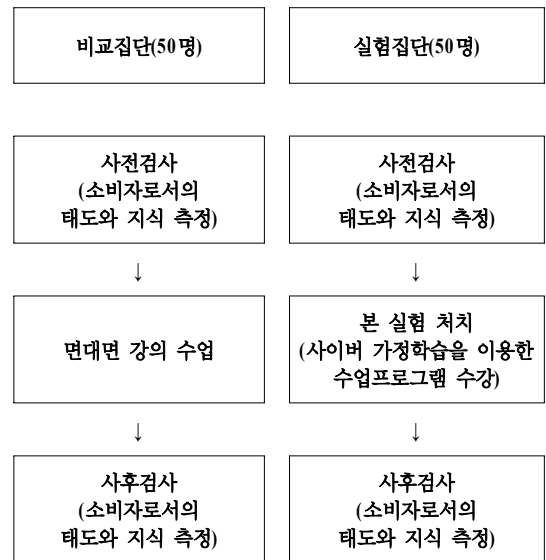 비교집단(50명)
실험집단(50명)
사전검사
(소비자로서의
태도와 지식 측정)
사전검사
(소비자로서의
태도와 지식 측정)
↓
↓
면대면 강의 수업
본 실험 처치
(사이버 가정학습을 이용한
수업프로그램 수강)
↓
↓
사후검사
(소비자로서의
태도와 지식 측정)
사후검사
(소비자로서의
태도와 지식 측정)